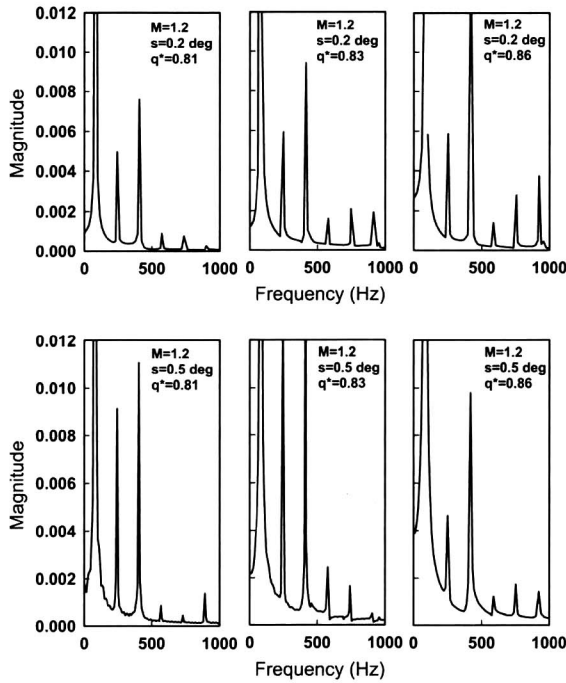 0.012
0.010
0.008
0.006
0.004
0.002
0.000
Magnitude
M=1.2
s=0.2 deg
q*=0.81
M=1.2
s=0.2 deg
q*=0.83
M=1.2
s=0.2 deg
q*=0.86
0 500 1000 0 500 1000 0 500 1000
Frequency (Hz)
Frequency (Hz)
0.012
0.010
0.008
0.006
0.004
0.002
0.000
Magnitude
M=1.2
s=0.5 deg
q*=0.81
M=1.2
s=0.5 deg
q*=0.83
M=1.2
s=0.5 deg
q*=0.86
0 500 1000 0 500 1000 0 500 1000
Frequency (Hz)
Frequency (Hz)